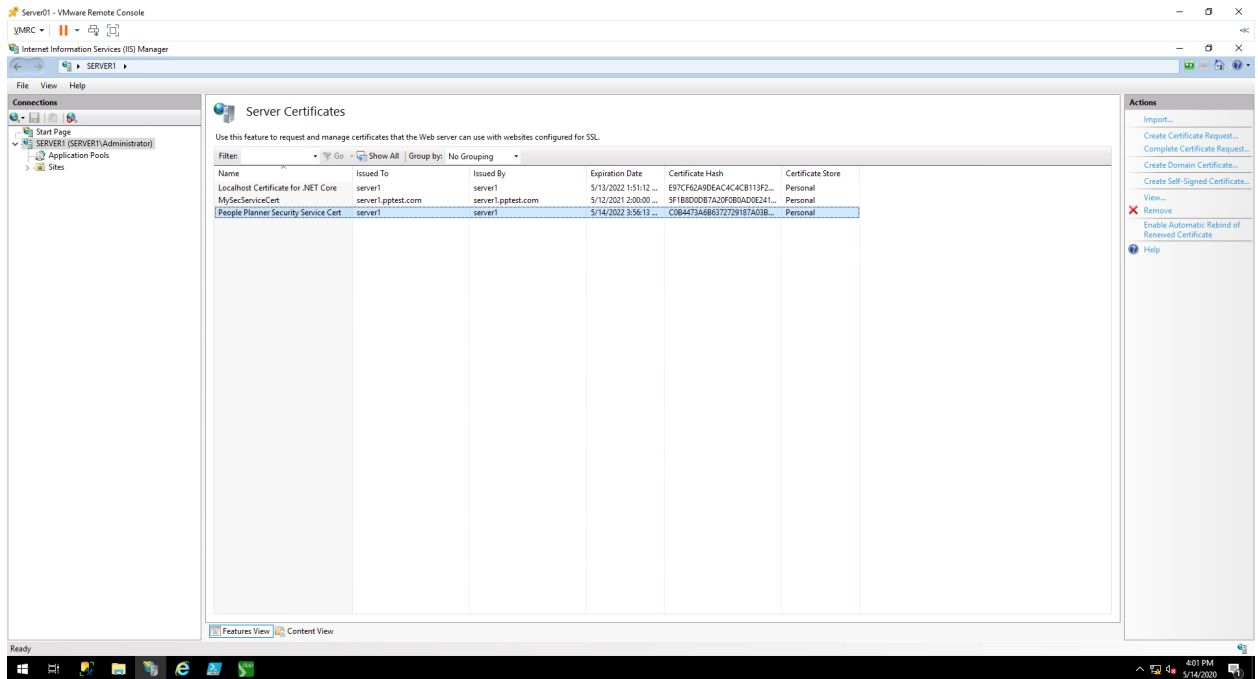 Server01 - VMware Remote Console
VMRC
Internet Information Services (IIS) Manager
SERVER1
File View Help
Connections
Start Page
SERVER1 (SERVER1\Administrator)
Application Pools
Sites
Server Certificates
Use this feature to request and manage certificates that the Web server can use with websites configured for SSL.
Filter: Go Show All Group by: No Grouping
Name Issued To Issued By Expiration Date Certificate Hash Certificate Store
Localhost Certificate for .NET Core server1 server1 5/13/2022 1:51:12 ... E97CF62A9DEAC4C4CB113F2... Personal
MySecServiceCert server1.pptest.com server1.pptest.com 5/12/2021 2:00:00 ... 5F1B8D0DB7A20F0B0AD0E241... Personal
People Planner Security Service Cert server1 server1 5/14/2022 3:56:13 ... C0B4473A6B6372729187A03B... Personal
Features View Content View
Ready
Actions
Import...
Create Certificate Request...
Complete Certificate Request...
Create Domain Certificate...
Create Self-Signed Certificate...
View...
Remove
Enable Automatic Rebind of
Renewed Certificate
Help
4:01 PM
5/14/2020